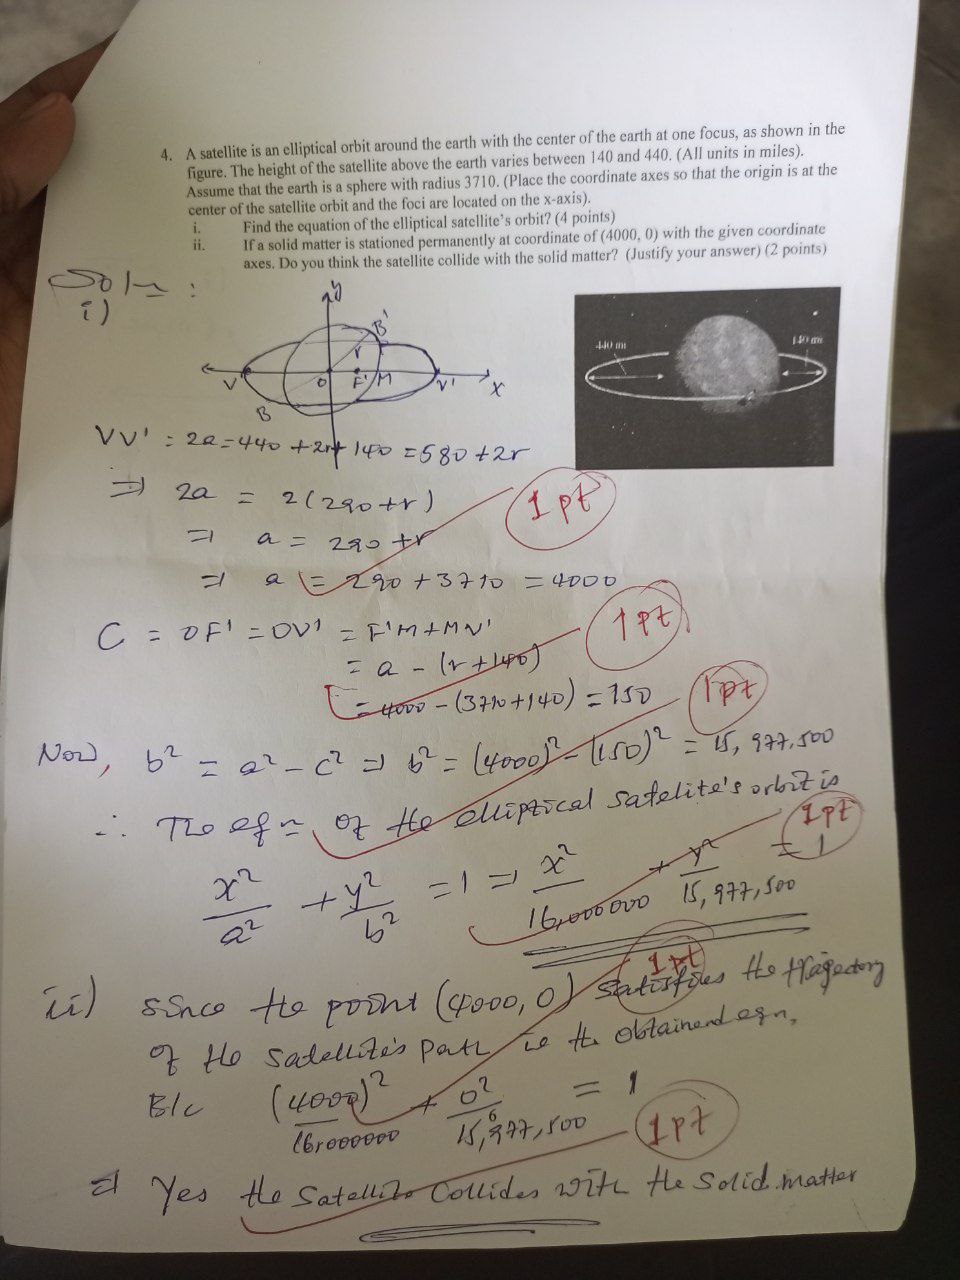 4. A satellite is an elliptical orbit around the earth with the center of the earth at one focus, as shown in the
figure. The height of the satellite above the earth varies between 140 and 440. (All units in miles).
Assume that the earth is a sphere with radius 3710. (Place the coordinate axes so that the origin is at the
center of the satellite orbit and the foci are located on the x-axis).
i. Find the equation of the elliptical satellite's orbit? (4 points)
ii. If a solid matter is stationed permanently at coordinate of (4000, 0) with the given coordinate
axes. Do you think the satellite collide with the solid matter? (Justify your answer) (2 points)
Soln :
i)
y
B'
r
V O F' M V' x
B
440 mi 140 mi
VV' = 2a = 440 + 2r + 140 = 580 + 2r
⇒ 2a = 2(290+r)
1 pt
⇒ a = 290 + r
⇒ a = 290 + 3710 = 4000
C = OF' = OV' = F'M + MV'
1 pt
= a - (r + 140)
= 4000 - (3710 + 140) = 150
1 pt
Now, b² = a² - c² ⇒ b² = (4000)² - (150)² = 15,977,500
∴ The eqn of the elliptical satelite's orbit is
1 pt
x²/a² + y²/b² = 1 ⇒ x²/16,000000 + y²/15,977,500 = 1
1 pt
ii) since the point (4000, 0) satisfies the trajectory
of the satellite's path ie the obtainend eqn,
B/c (4000)²/16,000000 + 0²/15,977,500 = 1
1 pt
⇒ Yes the Satellite Collides with the Solid matter